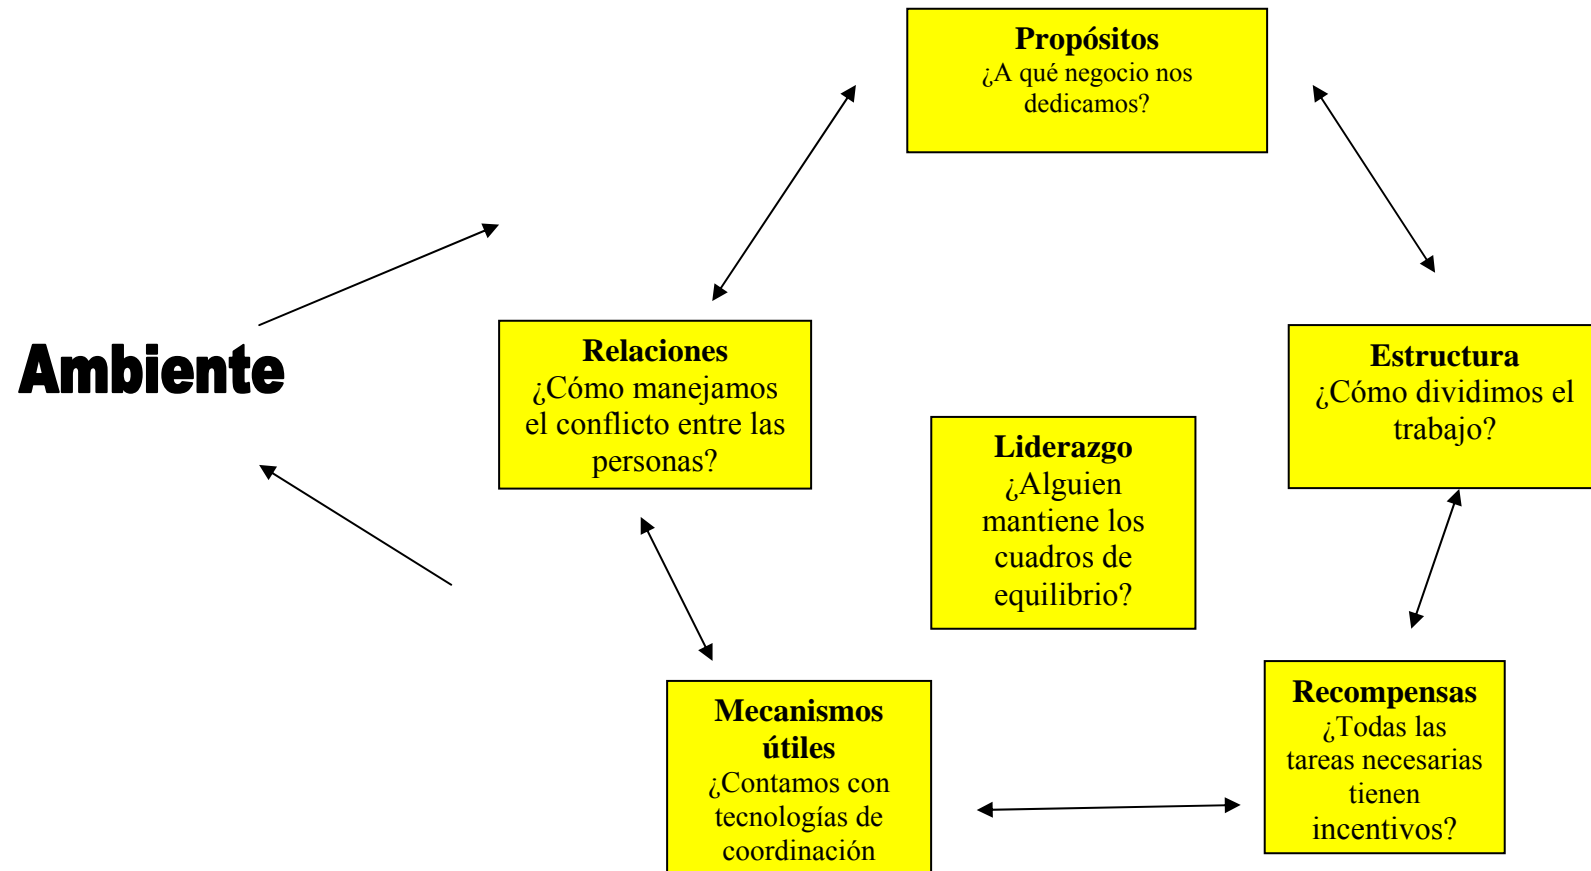 Propósitos
¿A qué negocio nos
dedicamos?
Ambiente
Relaciones
¿Cómo manejamos
el conflicto entre las
personas?
Estructura
¿Cómo dividimos el
trabajo?
Liderazgo
¿Alguien
mantiene los
cuadros de
equilibrio?
Mecanismos
útiles
¿Contamos con
tecnologías de
coordinación
Recompensas
¿Todas las
tareas necesarias
tienen
incentivos?